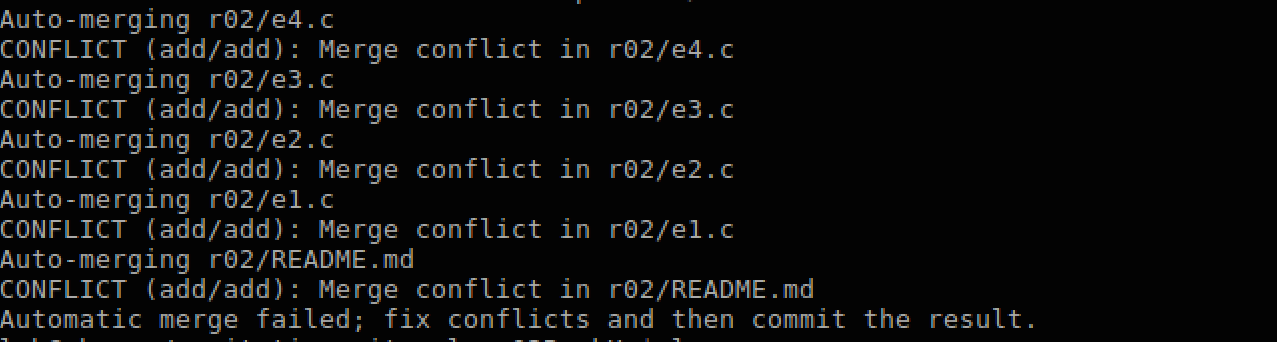 Auto-merging r02/e4.c
CONFLICT (add/add): Merge conflict in r02/e4.c
Auto-merging r02/e3.c
CONFLICT (add/add): Merge conflict in r02/e3.c
Auto-merging r02/e2.c
CONFLICT (add/add): Merge conflict in r02/e2.c
Auto-merging r02/e1.c
CONFLICT (add/add): Merge conflict in r02/e1.c
Auto-merging r02/README.md
CONFLICT (add/add): Merge conflict in r02/README.md
Automatic merge failed; fix conflicts and then commit the result.